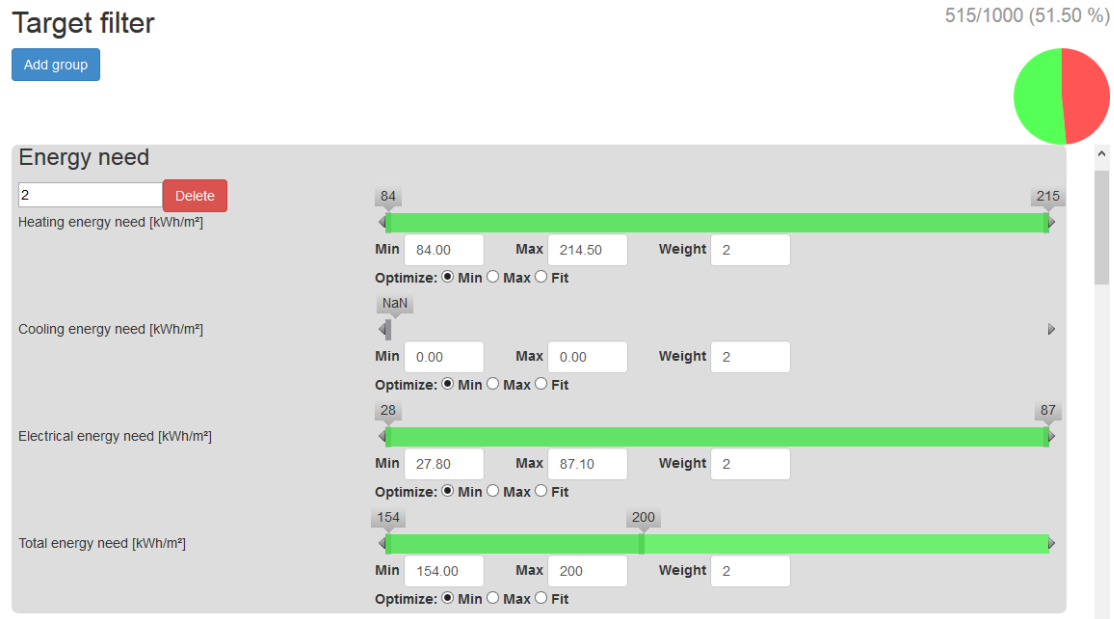 Target filter
515/1000 (51.50 %)
Add group
Energy need
2 Delete
84 215
Heating energy need [kWh/m²]
Min 84.00 Max 214.50 Weight 2
Optimize: Min Max Fit
NaN
Cooling energy need [kWh/m²]
Min 0.00 Max 0.00 Weight 2
Optimize: Min Max Fit
28 87
Electrical energy need [kWh/m²]
Min 27.80 Max 87.10 Weight 2
Optimize: Min Max Fit
154 200
Total energy need [kWh/m²]
Min 154.00 Max 200 Weight 2
Optimize: Min Max Fit